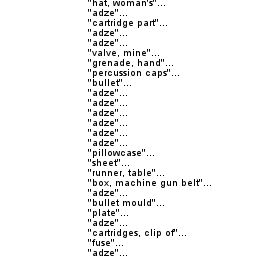 "hat, woman's"...
"adze"...
"cartridge part"...
"adze"...
"adze"...
"valve, mine"...
"grenade, hand"...
"percussion caps"...
"bullet"...
"adze"...
"adze"...
"adze"...
"adze"...
"adze"...
"adze"...
"pillowcase"...
"sheet"...
"runner, table"...
"box, machine gun belt"...
"adze"...
"bullet mould"...
"plate"...
"adze"...
"cartridges, clip of"...
"fuse"...
"adze"...